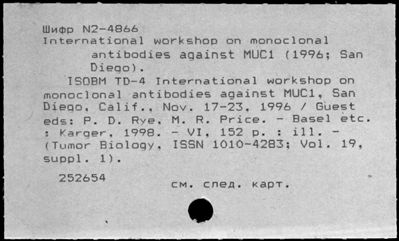 Шифр N2-4866
International workshop on monoclonal
antibodies against MUC1 (1996; San
Diego).
ISOBM TD-4 International workshop on
monoclonal antibodies against MUC1, San
Diego, Calif., Nov. 17-23, 1996 / Guest
eds: P. D. Rye, M. R. Price. - Basel etc.
: Karger, 1998. - VI, 152 p. : ill. -
(Tumor Biology, ISSN 1010-4283; Vol. 19,
suppl. 1).
252654
см. след. карт.